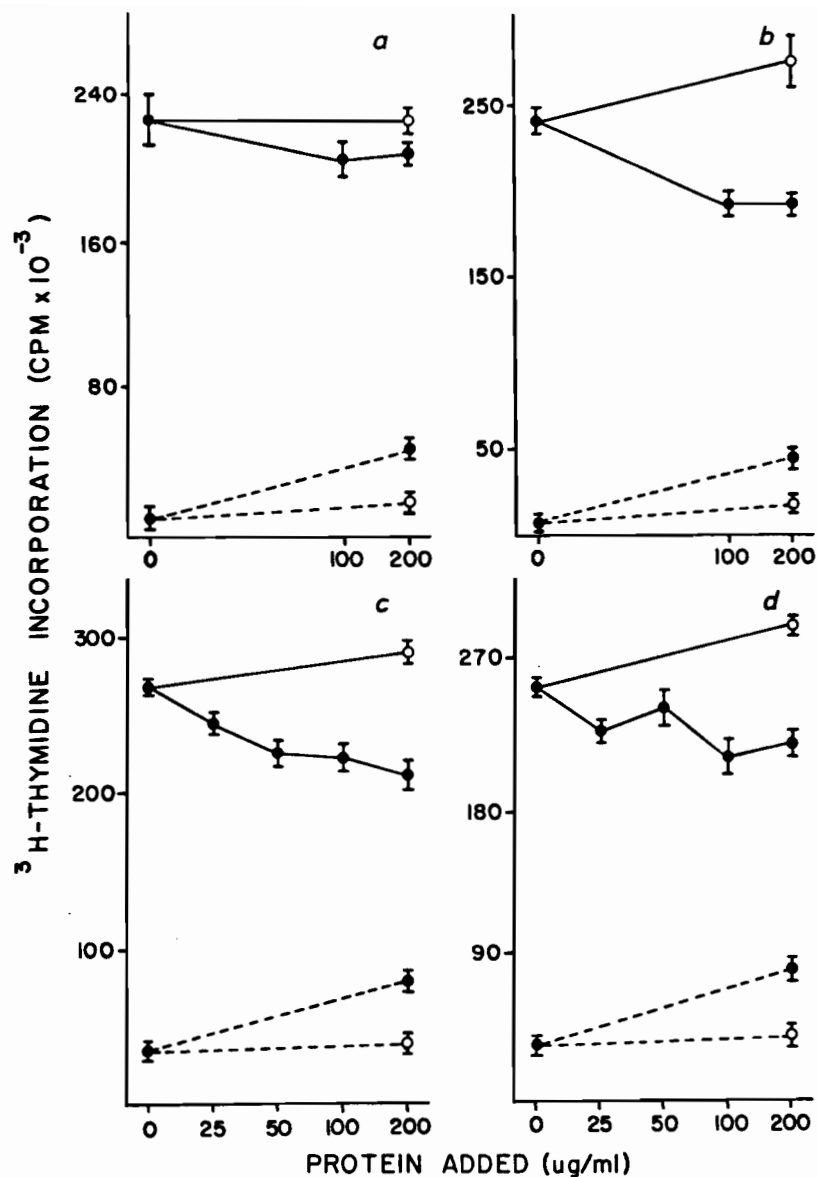 a
240
160
80
0 100 200
b
250
150
50
0 100 200
c
300
200
100
0 25 50 100 200
d
270
180
90
0 25 50 100 200
³H-THYMIDINE INCORPORATION (CPM x 10⁻³)
PROTEIN ADDED (ug/ml)